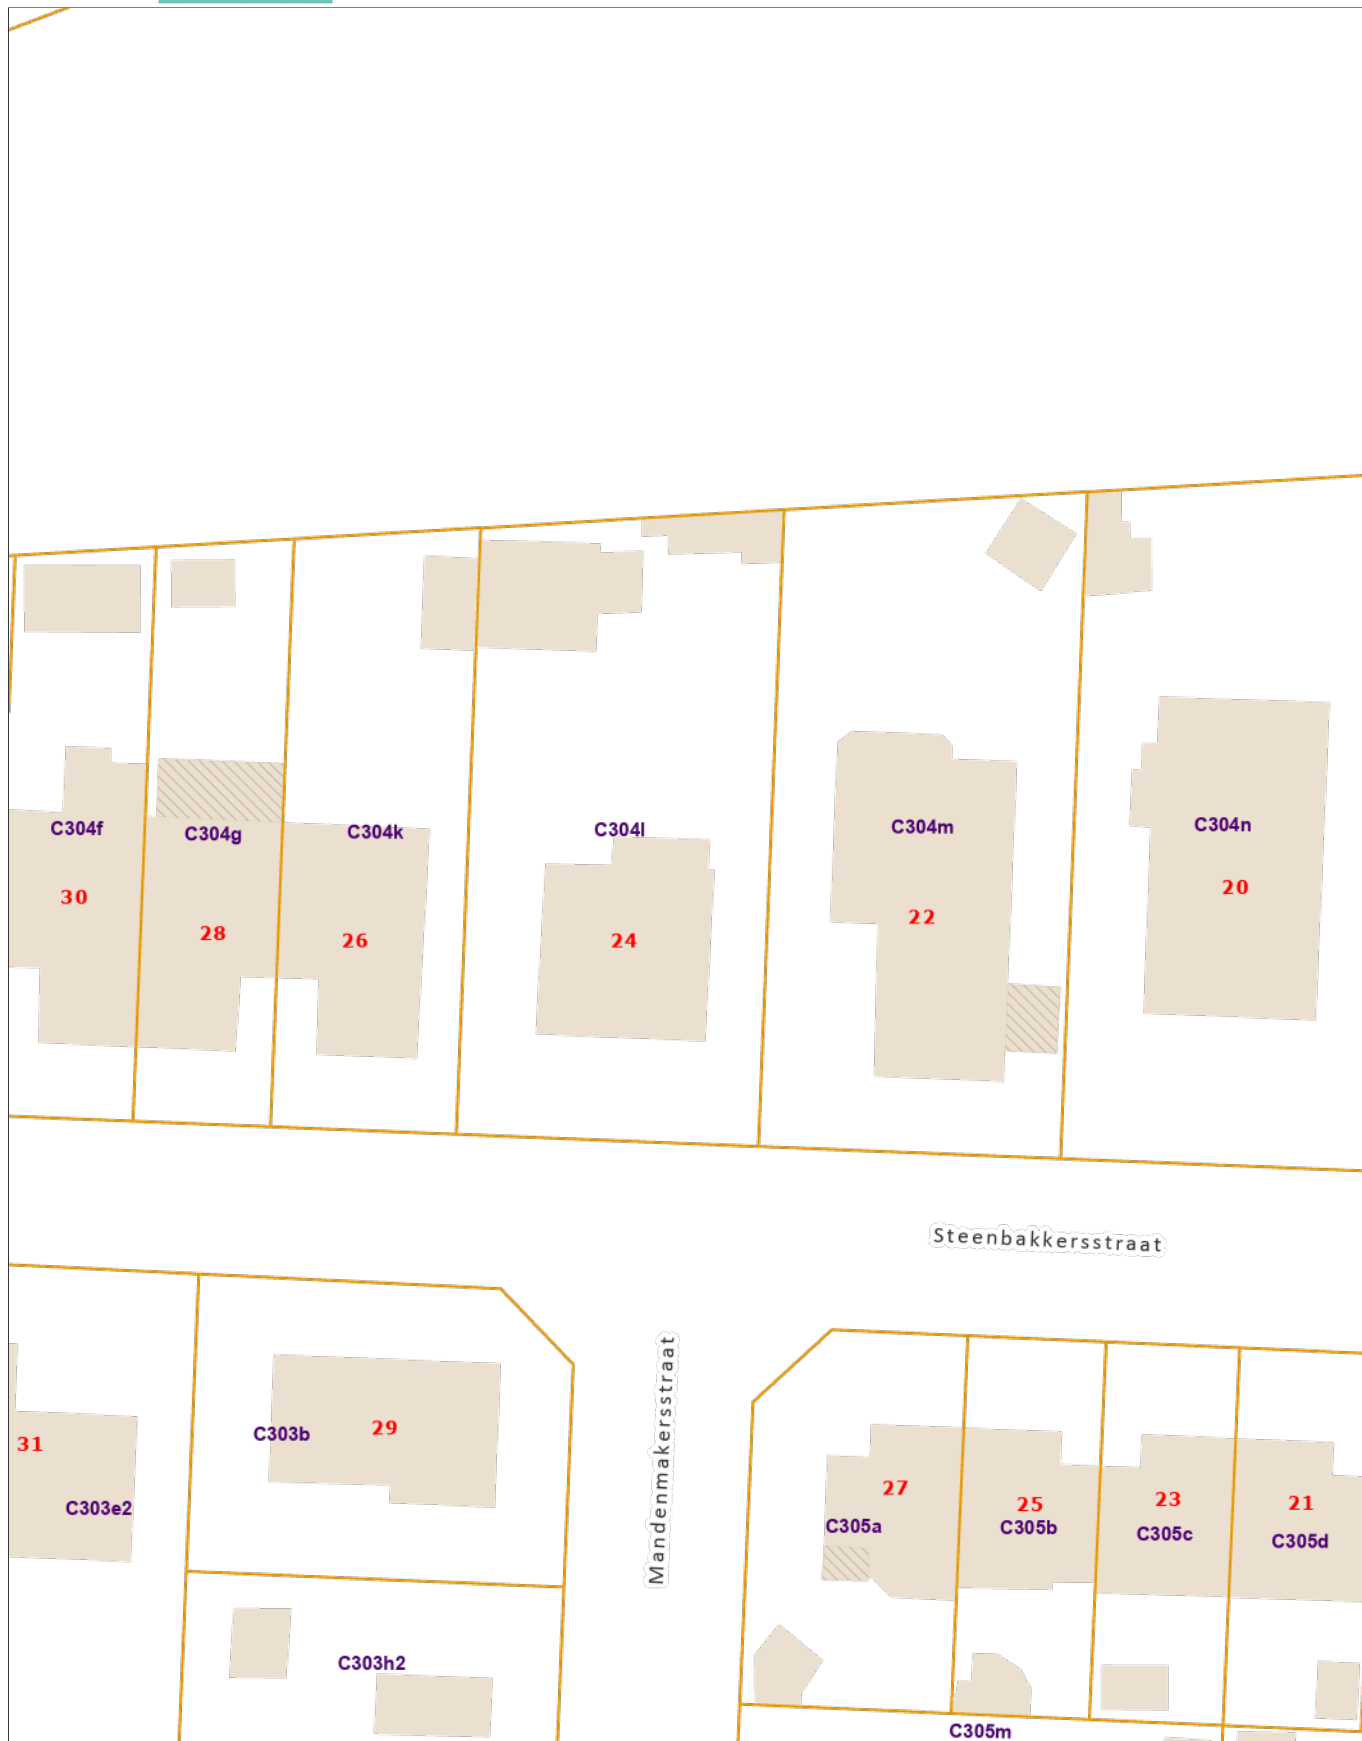 C304f
C304g
C304k
C304l
C304m
C304n
30
28
26
24
22
20
Steenbakkersstraat
Mandenmakersstraat
C303b
29
31
C303e2
C303h2
27
C305a
25
C305b
23
C305c
21
C305d
C305m